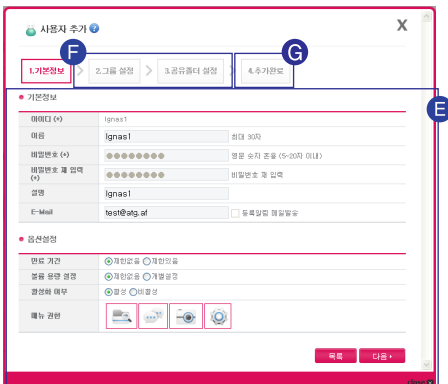 사용자 추가 ? X
F G
1.기본정보 2.그룹 설정 3.공유폴더 설정 4.추가완료
E
기본정보
아이디 (*) Ignas1
이름 Ignas1 최대 30자
비밀번호 (*) 영문 숫자 혼용 (5~20자 이내)
비밀번호 재 입력 (*) 비밀번호 재 입력
설명 Ignas1
E-Mail test@atg.af 등록알림 메일발송
옵션설정
만료 기간 제한없음 제한있음
볼륨 용량 설정 제한없음 개별설정
활성화 여부 활성 비활성
메뉴 권한
목록 다음